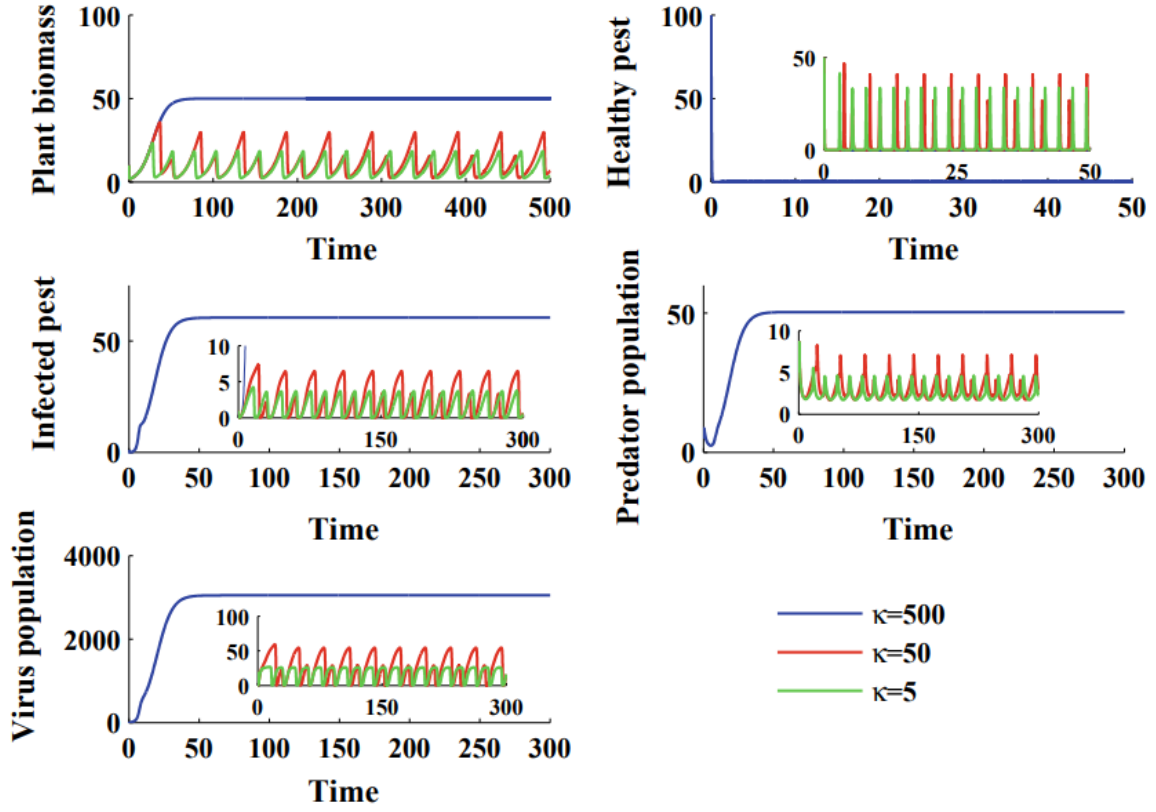 Plant biomass
100
50
0
0 100 200 300 400 500
Time
Healthy pest
100
50
0
0 10 20 30 40 50
Time
50
0
0 25 50
Infected pest
50
0
0 50 100 150 200 250 300
Time
10
5
0
0 150 300
Predator population
50
0
0 50 100 150 200 250 300
Time
10
5
0
0 150 300
Virus population
4000
2000
0
0 50 100 150 200 250 300
Time
100
50
0
0 150 300
κ=500
κ=50
κ=5